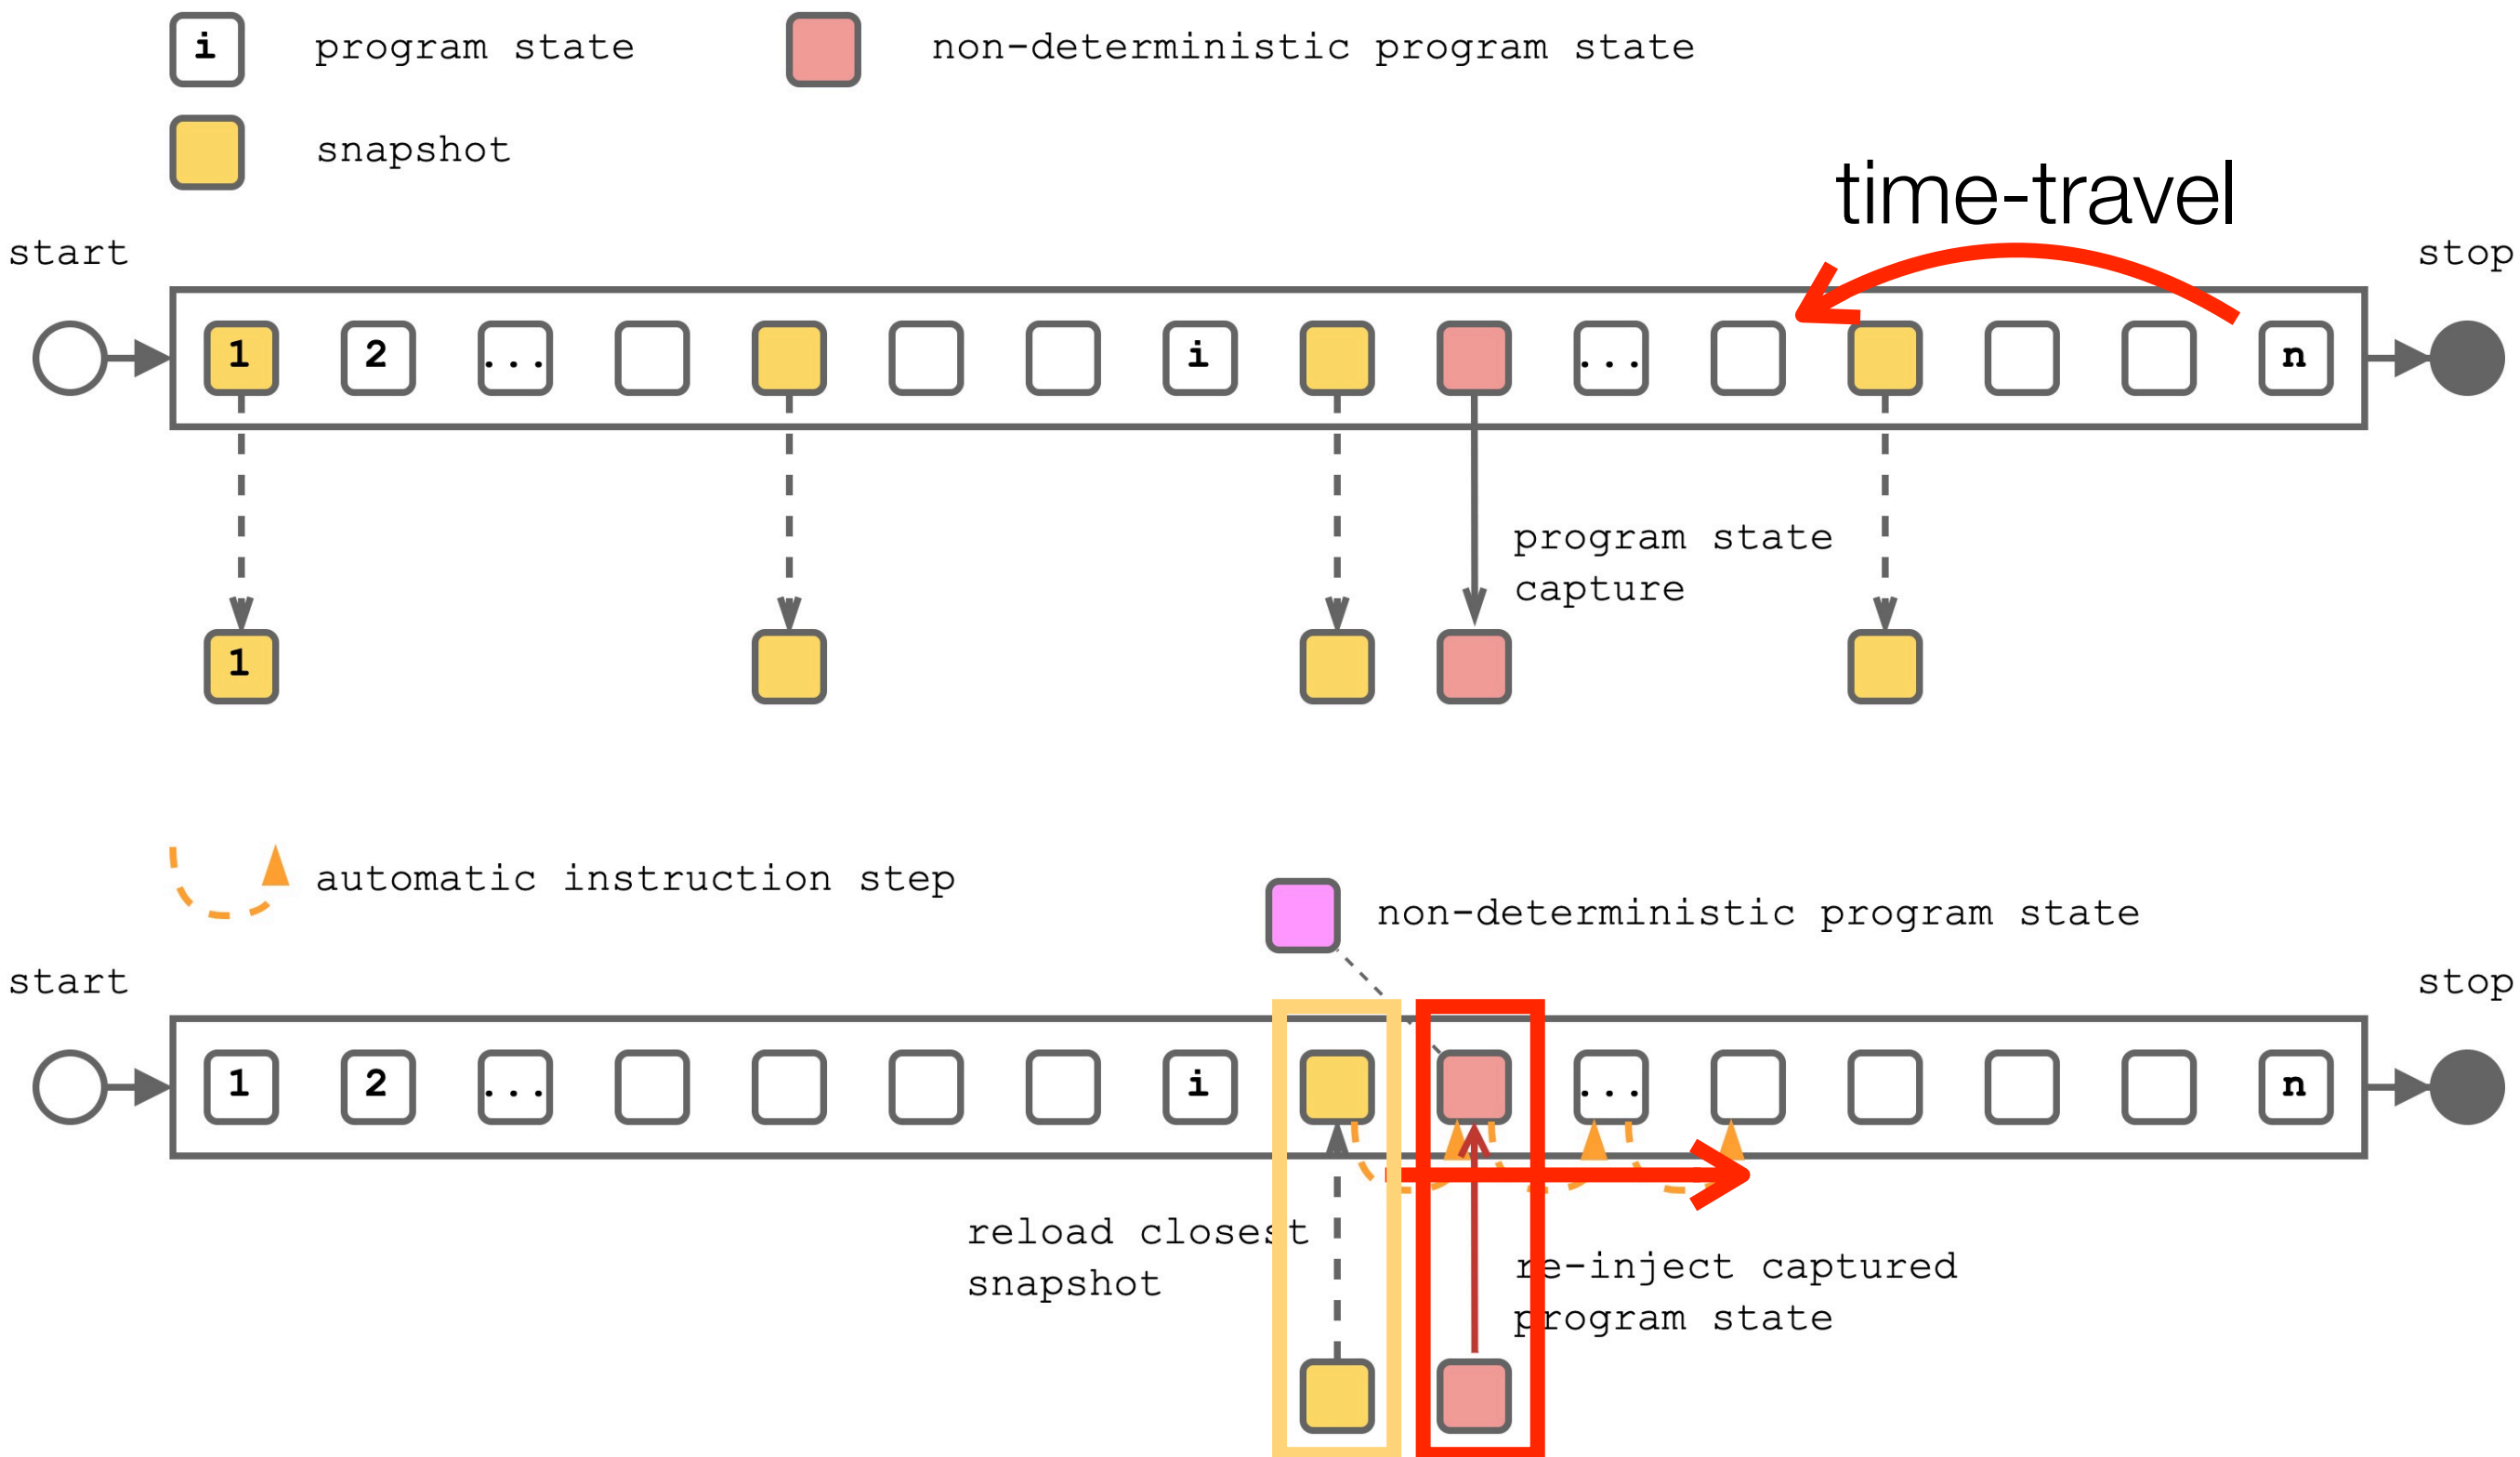 i program state non-deterministic program state
snapshot
time-travel
start stop
1 2 ... i ... n
program state
capture
1
automatic instruction step
non-deterministic program state
start stop
1 2 ... i ... n
reload closest
snapshot
re-inject captured
program state